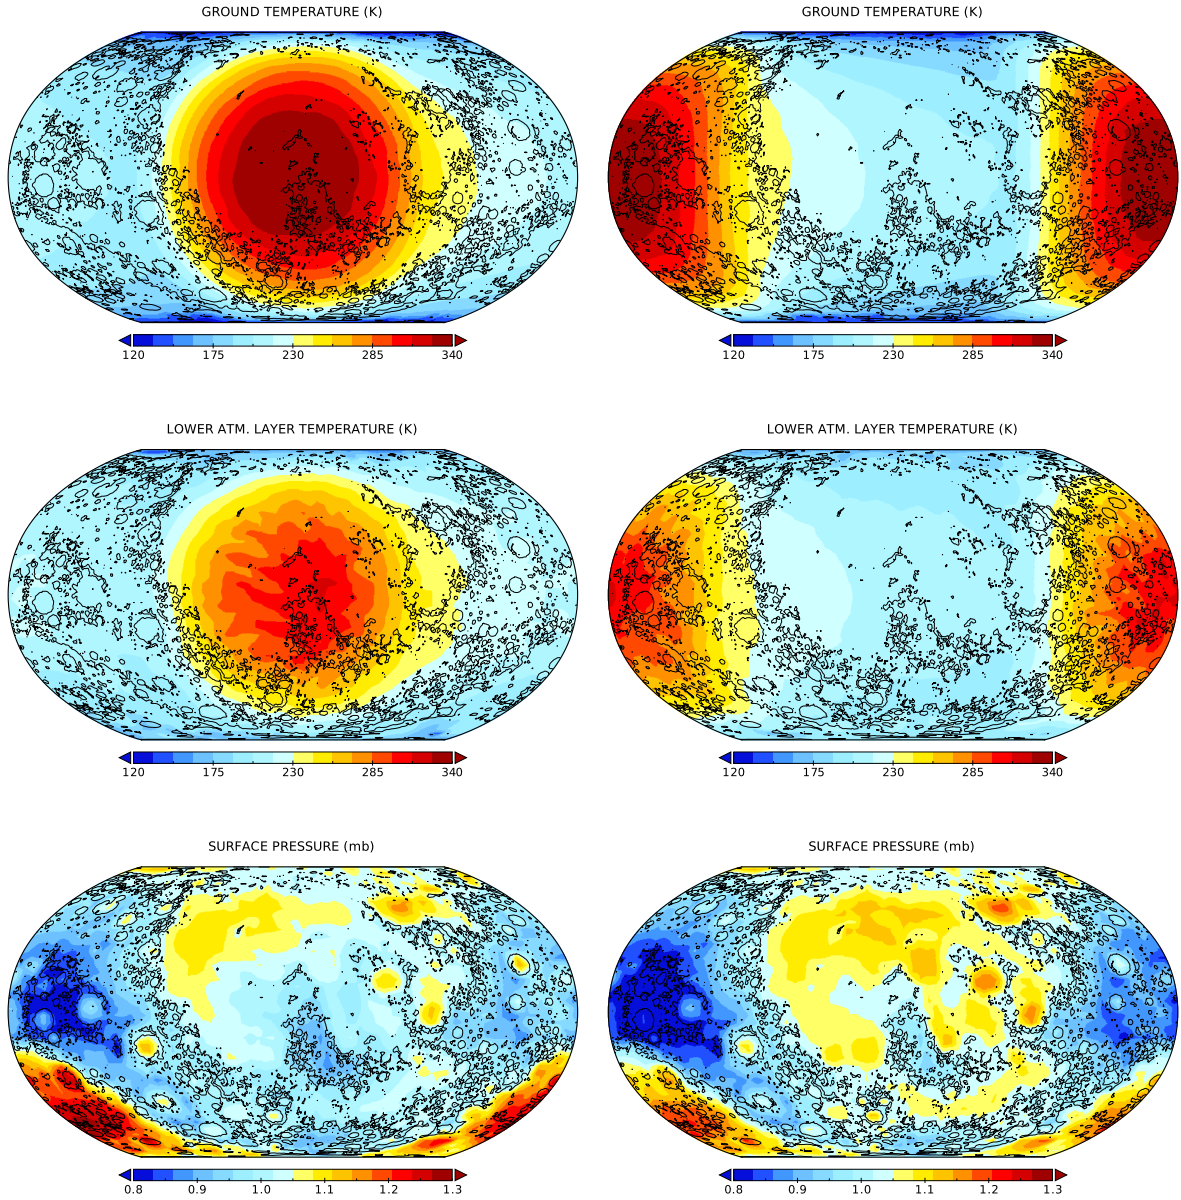 GROUND TEMPERATURE (K)
GROUND TEMPERATURE (K)
120 175 230 285 340
120 175 230 285 340
LOWER ATM. LAYER TEMPERATURE (K)
LOWER ATM. LAYER TEMPERATURE (K)
120 175 230 285 340
120 175 230 285 340
SURFACE PRESSURE (mb)
SURFACE PRESSURE (mb)
0.8 0.9 1.0 1.1 1.2 1.3
0.8 0.9 1.0 1.1 1.2 1.3